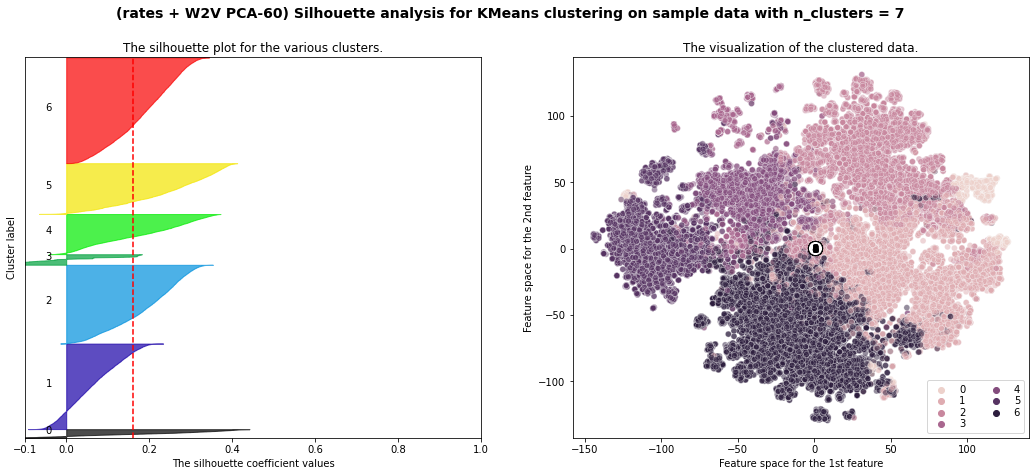 (rates + W2V PCA-60) Silhouette analysis for KMeans clustering on sample data with n_clusters = 7
The silhouette plot for the various clusters.
Cluster label
6
5
4
3
2
1
0
−0.1 0.0 0.2 0.4 0.6 0.8 1.0
The silhouette coefficient values
The visualization of the clustered data.
Feature space for the 2nd feature
100
50
0
−50
−100
0 4
1 5
2 6
3
−150 −100 −50 0 50 100
Feature space for the 1st feature